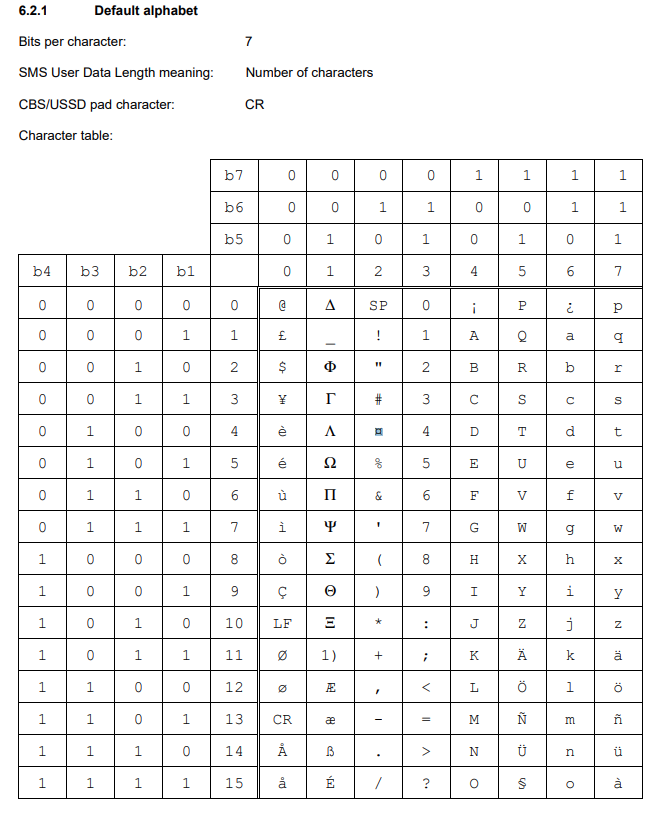 6.2.1 Default alphabet
Bits per character: 7
SMS User Data Length meaning: Number of characters
CBS/USSD pad character: CR
Character table:
b7 0 0 0 0 1 1 1 1
b6 0 0 1 1 0 0 1 1
b5 0 1 0 1 0 1 0 1
b4 b3 b2 b1 0 1 2 3 4 5 6 7
0 0 0 0 0 @ Δ SP 0 ¡ P ¿ p
0 0 0 1 1 £ _ ! 1 A Q a q
0 0 1 0 2 $ Φ " 2 B R b r
0 0 1 1 3 ¥ Γ # 3 C S c s
0 1 0 0 4 è Λ ¤ 4 D T d t
0 1 0 1 5 é Ω % 5 E U e u
0 1 1 0 6 ù Π & 6 F V f v
0 1 1 1 7 ì Ψ ' 7 G W g w
1 0 0 0 8 ò Σ ( 8 H X h x
1 0 0 1 9 Ç Θ ) 9 I Y i y
1 0 1 0 10 LF Ξ * : J Z j z
1 0 1 1 11 Ø 1) + ; K Ä k ä
1 1 0 0 12 ø Æ , < L Ö l ö
1 1 0 1 13 CR æ - = M Ñ m ñ
1 1 1 0 14 Å ß . > N Ü n ü
1 1 1 1 15 å É / ? O § o à